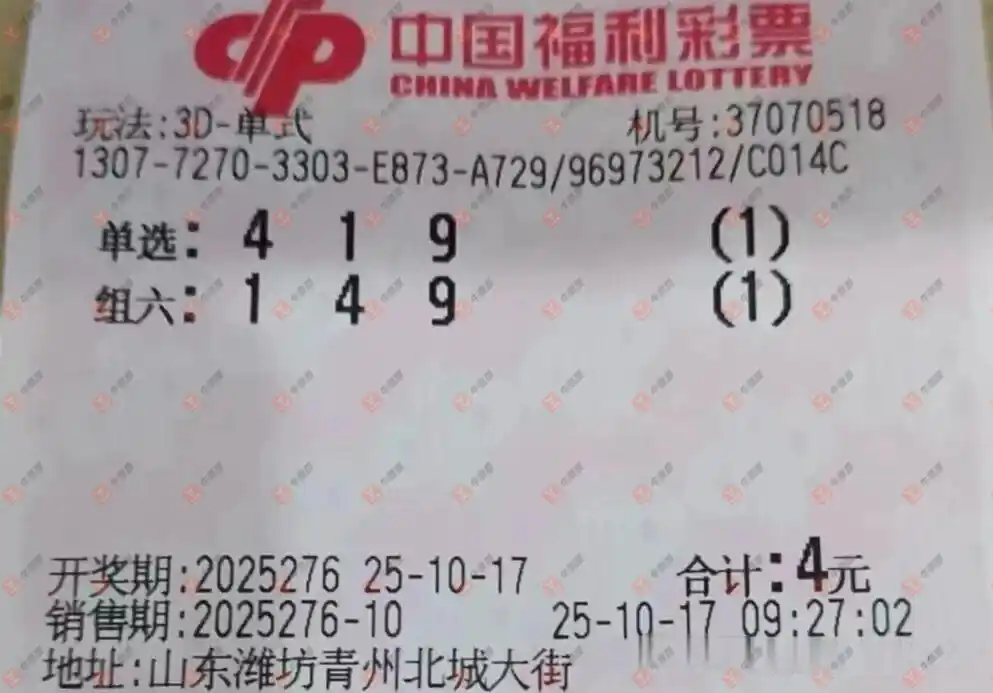 中国福利彩票
CHINA WELFARE LOTTERY
玩法:3D-单式 机号:37070518
1307-7270-3303-E873-A729/96973212/C014C
单选: 4 1 9 (1)
组六: 1 4 9 (1)
开奖期:2025276 25-10-17 合计:4元
销售期:2025276-10 25-10-17 09:27:02
地址:山东潍坊青州北城大街